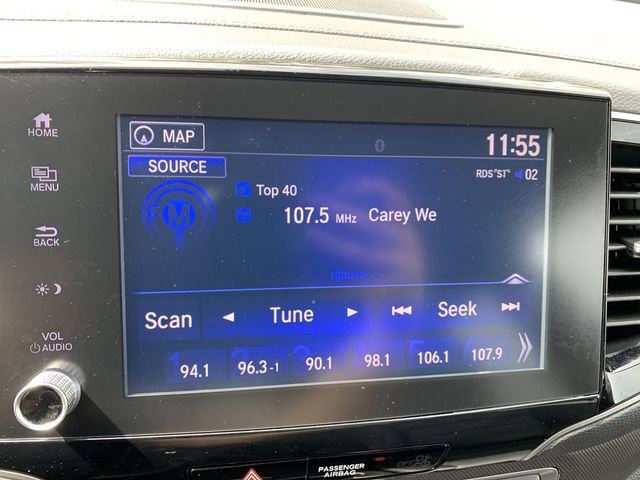 HOME
MENU
BACK
VOL
AUDIO
MAP
11:55
SOURCE
RDS "ST" 02
FM
Top 40
107.5 MHz Carey We
Scan
Tune
Seek
94.1 96.3-1 90.1 98.1 106.1 107.9
PASSENGER
AIRBAG